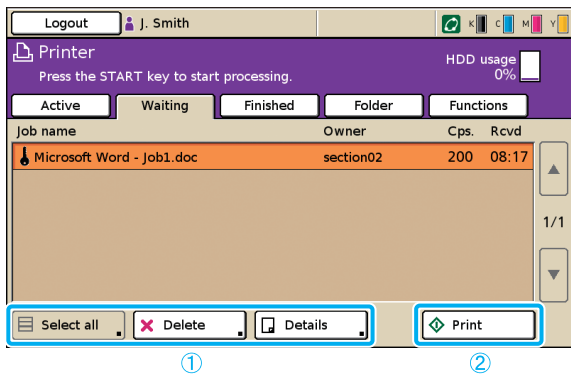 Logout J. Smith K C M Y
Printer
Press the START key to start processing.
HDD usage
0%
Active Waiting Finished Folder Functions
Job name Owner Cps. Rcvd
Microsoft Word - Job1.doc section02 200 08:17
1/1
Select all Delete Details Print
① ②